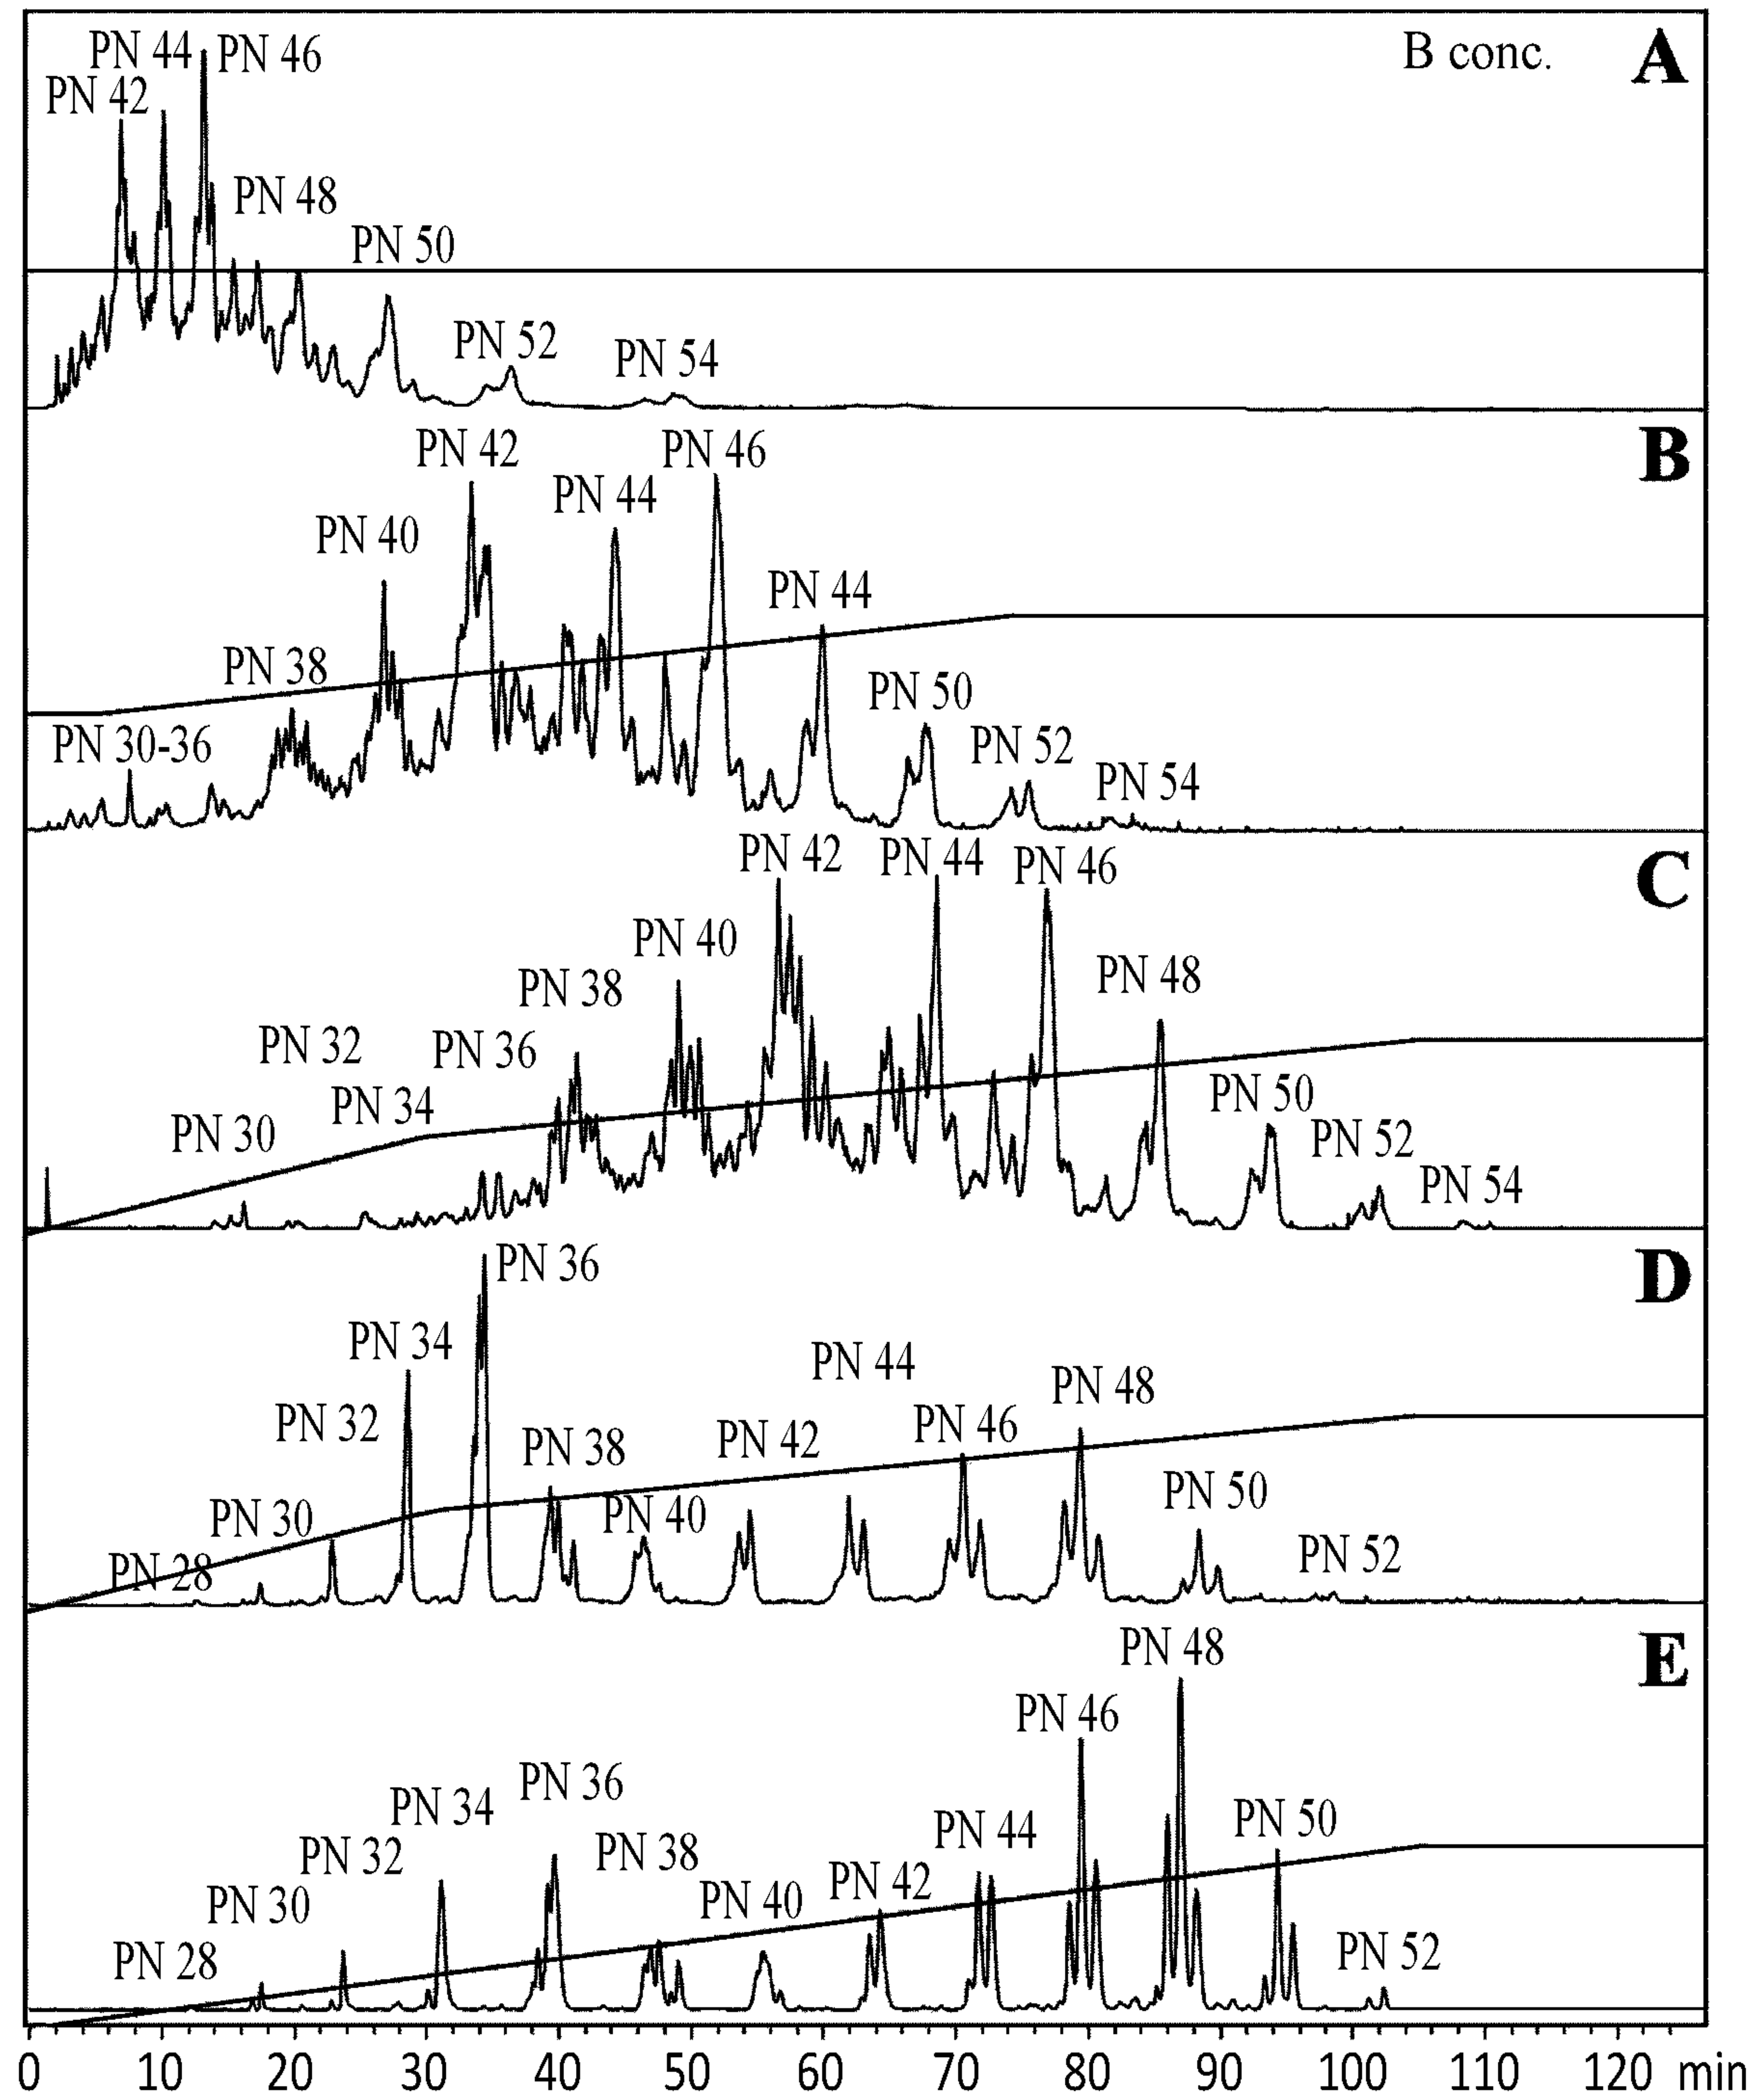 PN 44 PN 46 B conc. A
PN 42
PN 48
PN 50
PN 52 PN 54
B
PN 42 PN 46
PN 44
PN 40
PN 44
PN 38 PN 50
PN 30-36 PN 52
PN 54
C
PN 42 PN 44 PN 46
PN 40
PN 38 PN 48
PN 32 PN 36
PN 34 PN 50
PN 30 PN 52
PN 54
D
PN 36
PN 34 PN 44
PN 48
PN 32 PN 46
PN 38 PN 42
PN 30 PN 40 PN 50
PN 28 PN 52
E
PN 48
PN 46
PN 36
PN 34 PN 44 PN 50
PN 32 PN 38
PN 30 PN 40 PN 42
PN 28 PN 52
0 10 20 30 40 50 60 70 80 90 100 110 120 min